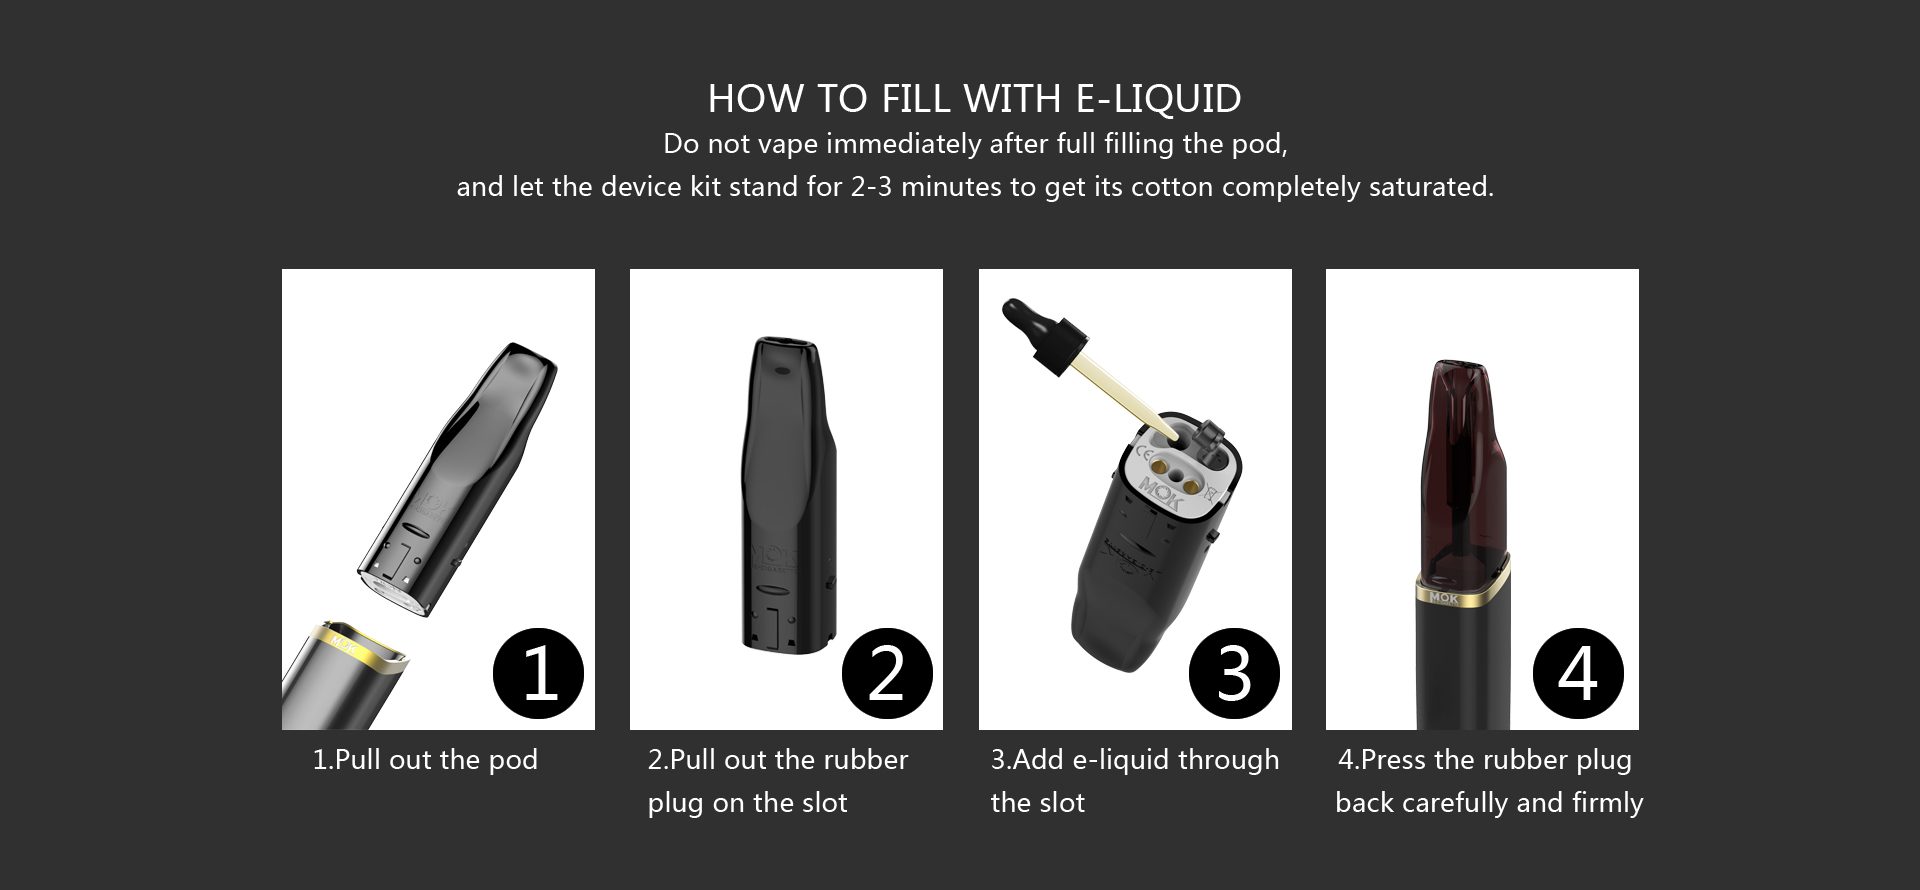 HOW TO FILL WITH E-LIQUID
Do not vape immediately after full filling the pod,
and let the device kit stand for 2-3 minutes to get its cotton completely saturated.
MOK
MOK
1
MOK
2
CE
MOK
3
MOK
4
1.Pull out the pod
2.Pull out the rubber
plug on the slot
3.Add e-liquid through
the slot
4.Press the rubber plug
back carefully and firmly